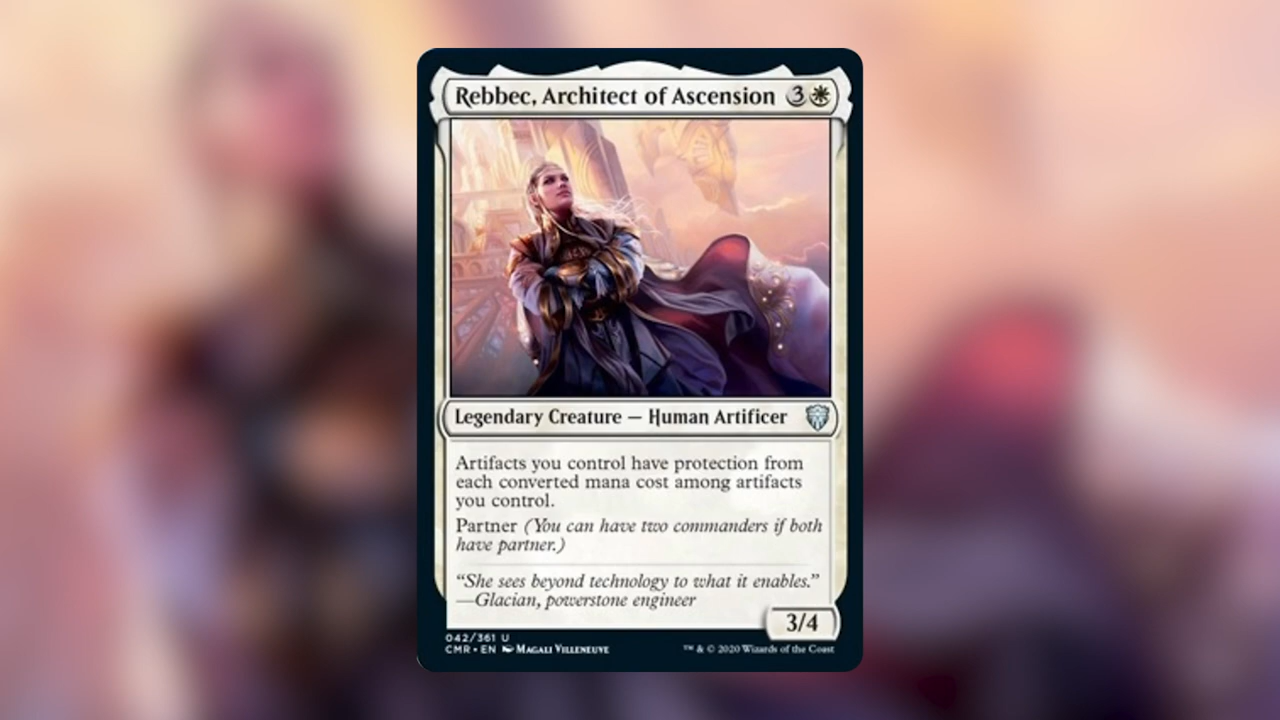 Rebbec, Architect of Ascension 3
Legendary Creature — Human Artificer
Artifacts you control have protection from
each converted mana cost among artifacts
you control.
Partner (You can have two commanders if both
have partner.)
“She sees beyond technology to what it enables.”
—Glacian, powerstone engineer
3/4
042/361 U
CMR • EN Magali Villeneuve
™ & © 2020 Wizards of the Coast